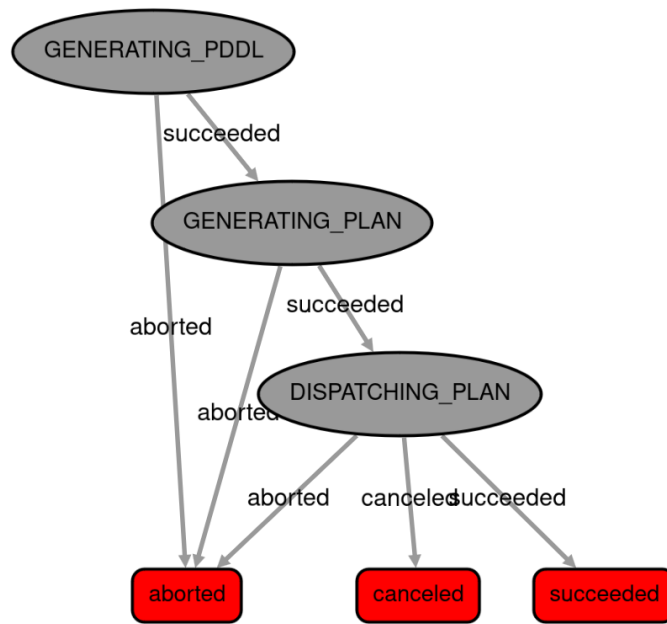 GENERATING_PDDL
succeeded
GENERATING_PLAN
succeeded
aborted
DISPATCHING_PLAN
aborted
aborted
canceled
succeeded
aborted
canceled
succeeded